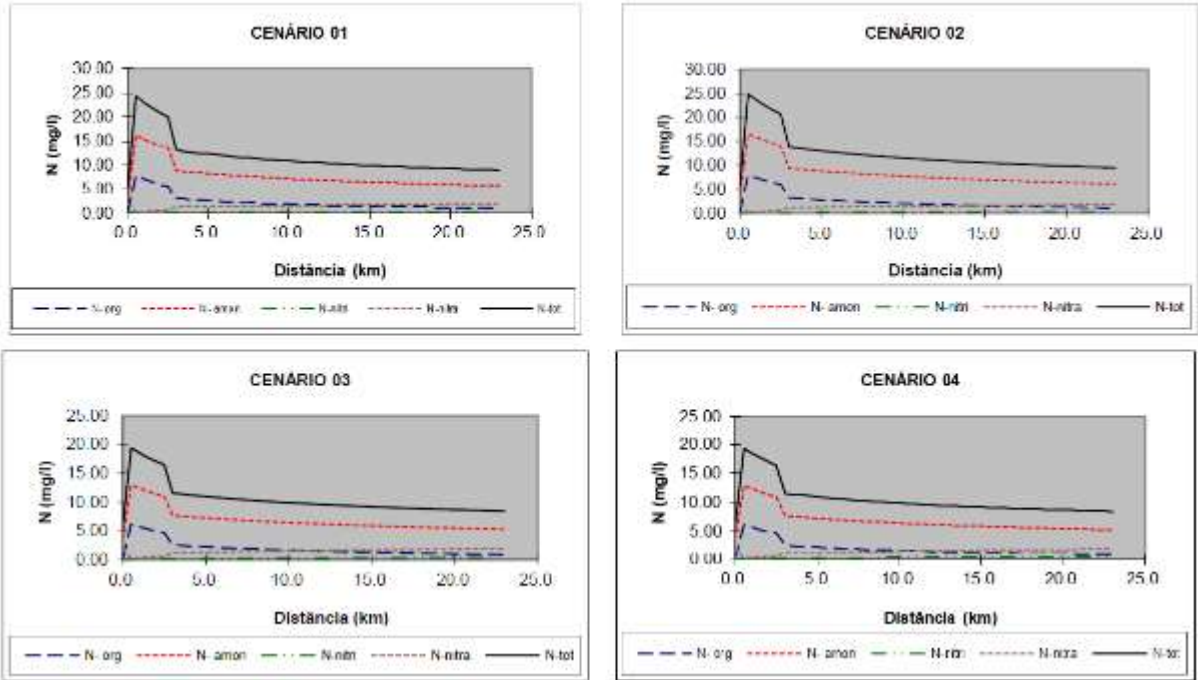 CENÁRIO 01
N (mg/l)
30.00
25.00
20.00
15.00
10.00
5.00
0.00
0.0 5.0 10.0 15.0 20.0 25.0
Distância (km)
N- org N- amon N-nitri N-nitra N-tot
CENÁRIO 02
N (mg/l)
30.00
25.00
20.00
15.00
10.00
5.00
0.00
0.0 5.0 10.0 15.0 20.0 25.0
Distância (km)
N- org N- amon N-nitri N-nitra N-tot
CENÁRIO 03
N (mg/l)
25.00
20.00
15.00
10.00
5.00
0.00
0.0 5.0 10.0 15.0 20.0 25.0
Distância (km)
N- org N- amon N-nitri N-nitra N-tot
CENÁRIO 04
N (mg/l)
25.00
20.00
15.00
10.00
5.00
0.00
0.0 5.0 10.0 15.0 20.0 25.0
Distância (km)
N- org N- amon N-nitri N-nitra N-tot